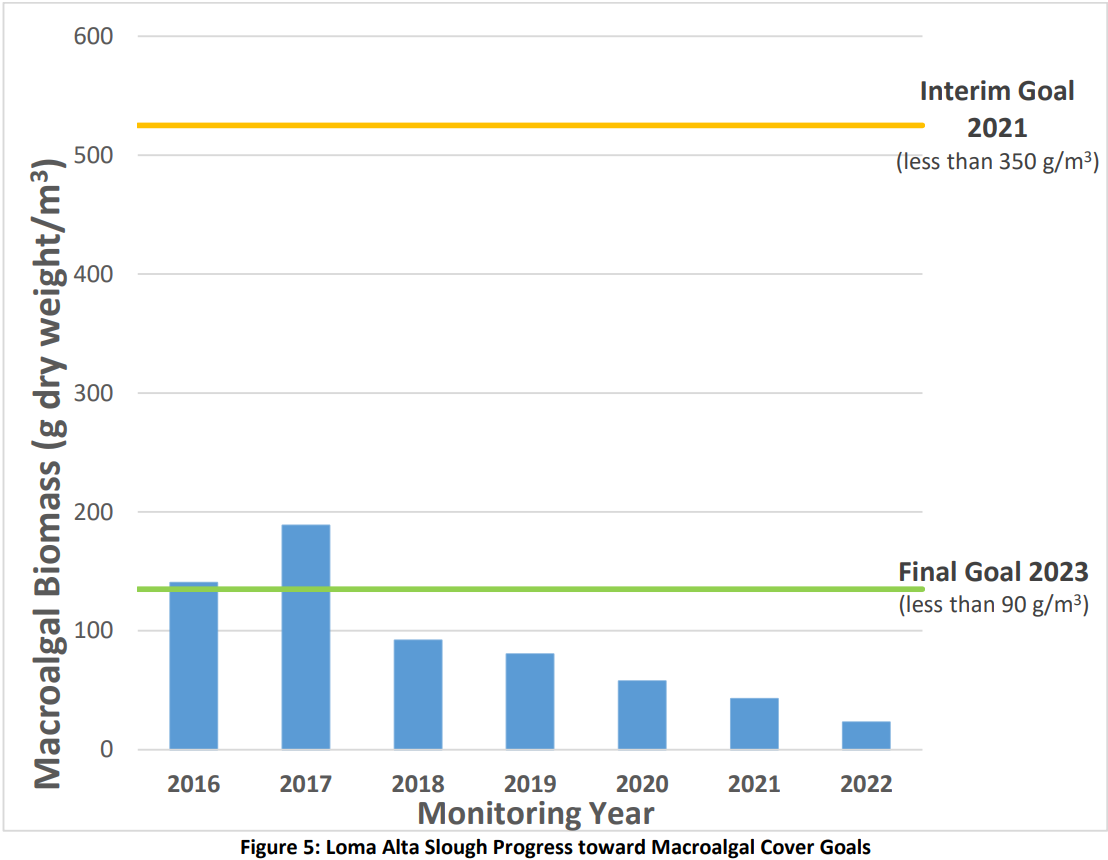 600
500
400
300
200
100
0
Macroalgal Biomass (g dry weight/m³)
Interim Goal
2021
(less than 350 g/m³)
Final Goal 2023
(less than 90 g/m³)
2016 2017 2018 2019 2020 2021 2022
Monitoring Year
Figure 5: Loma Alta Slough Progress toward Macroalgal Cover Goals